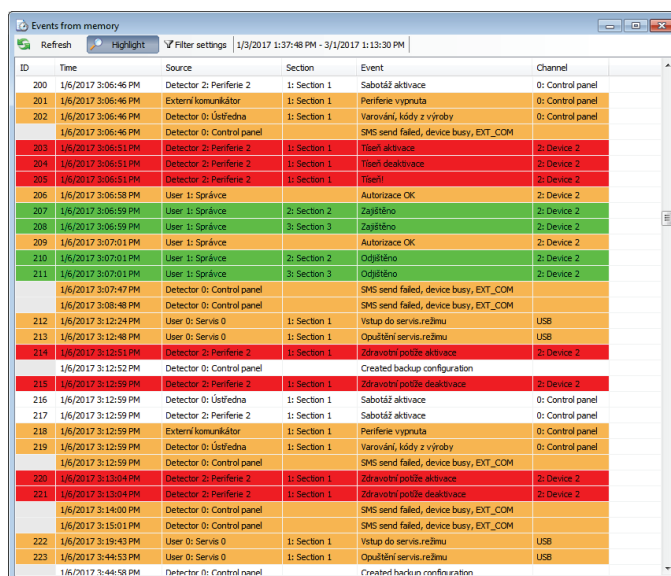 Events from memory
Refresh Highlight Filter settings 1/3/2017 1:37:48 PM - 3/1/2017 1:13:30 PM
ID Time Source Section Event Channel
200 1/6/2017 3:06:46 PM Detector 2: Periferie 2 1: Section 1 Sabotáž aktivace 0: Control panel
201 1/6/2017 3:06:46 PM Externí komunikátor 1: Section 1 Periferie vypnuta 0: Control panel
202 1/6/2017 3:06:46 PM Detector 0: Ústředna 1: Section 1 Varování, kódy z výroby 0: Control panel
1/6/2017 3:06:46 PM Detector 0: Control panel SMS send failed, device busy, EXT_COM
203 1/6/2017 3:06:51 PM Detector 2: Periferie 2 1: Section 1 Tíseň aktivace 2: Device 2
204 1/6/2017 3:06:51 PM Detector 2: Periferie 2 1: Section 1 Tíseň deaktivace 2: Device 2
205 1/6/2017 3:06:51 PM Detector 2: Periferie 2 1: Section 1 Tíseň! 2: Device 2
206 1/6/2017 3:06:58 PM User 1: Správce Autorizace OK 2: Device 2
207 1/6/2017 3:06:59 PM User 1: Správce 2: Section 2 Zajištěno 2: Device 2
208 1/6/2017 3:06:59 PM User 1: Správce 3: Section 3 Zajištěno 2: Device 2
209 1/6/2017 3:07:01 PM User 1: Správce Autorizace OK 2: Device 2
210 1/6/2017 3:07:01 PM User 1: Správce 2: Section 2 Odjištěno 2: Device 2
211 1/6/2017 3:07:01 PM User 1: Správce 3: Section 3 Odjištěno 2: Device 2
1/6/2017 3:07:47 PM Detector 0: Control panel SMS send failed, device busy, EXT_COM
1/6/2017 3:08:48 PM Detector 0: Control panel SMS send failed, device busy, EXT_COM
212 1/6/2017 3:12:24 PM User 0: Servis 0 1: Section 1 Vstup do servis.režimu USB
213 1/6/2017 3:12:48 PM User 0: Servis 0 1: Section 1 Opuštění servis.režimu USB
214 1/6/2017 3:12:51 PM Detector 2: Periferie 2 1: Section 1 Zdravotní potíže aktivace 2: Device 2
1/6/2017 3:12:52 PM Detector 0: Control panel Created backup configuration
215 1/6/2017 3:12:59 PM Detector 2: Periferie 2 1: Section 1 Zdravotní potíže deaktivace 2: Device 2
216 1/6/2017 3:12:59 PM Detector 0: Ústředna 1: Section 1 Sabotáž aktivace 0: Control panel
217 1/6/2017 3:12:59 PM Detector 2: Periferie 2 1: Section 1 Sabotáž aktivace 0: Control panel
218 1/6/2017 3:12:59 PM Externí komunikátor 1: Section 1 Periferie vypnuta 0: Control panel
219 1/6/2017 3:12:59 PM Detector 0: Ústředna 1: Section 1 Varování, kódy z výroby 0: Control panel
1/6/2017 3:12:59 PM Detector 0: Control panel SMS send failed, device busy, EXT_COM
220 1/6/2017 3:13:04 PM Detector 2: Periferie 2 1: Section 1 Zdravotní potíže aktivace 2: Device 2
221 1/6/2017 3:13:04 PM Detector 2: Periferie 2 1: Section 1 Zdravotní potíže deaktivace 2: Device 2
1/6/2017 3:14:00 PM Detector 0: Control panel SMS send failed, device busy, EXT_COM
1/6/2017 3:15:01 PM Detector 0: Control panel SMS send failed, device busy, EXT_COM
222 1/6/2017 3:19:43 PM User 0: Servis 0 1: Section 1 Vstup do servis.režimu USB
223 1/6/2017 3:44:53 PM User 0: Servis 0 1: Section 1 Opuštění servis.režimu USB
1/6/2017 3:44:58 PM Detector 0: Control panel Created backup configuration